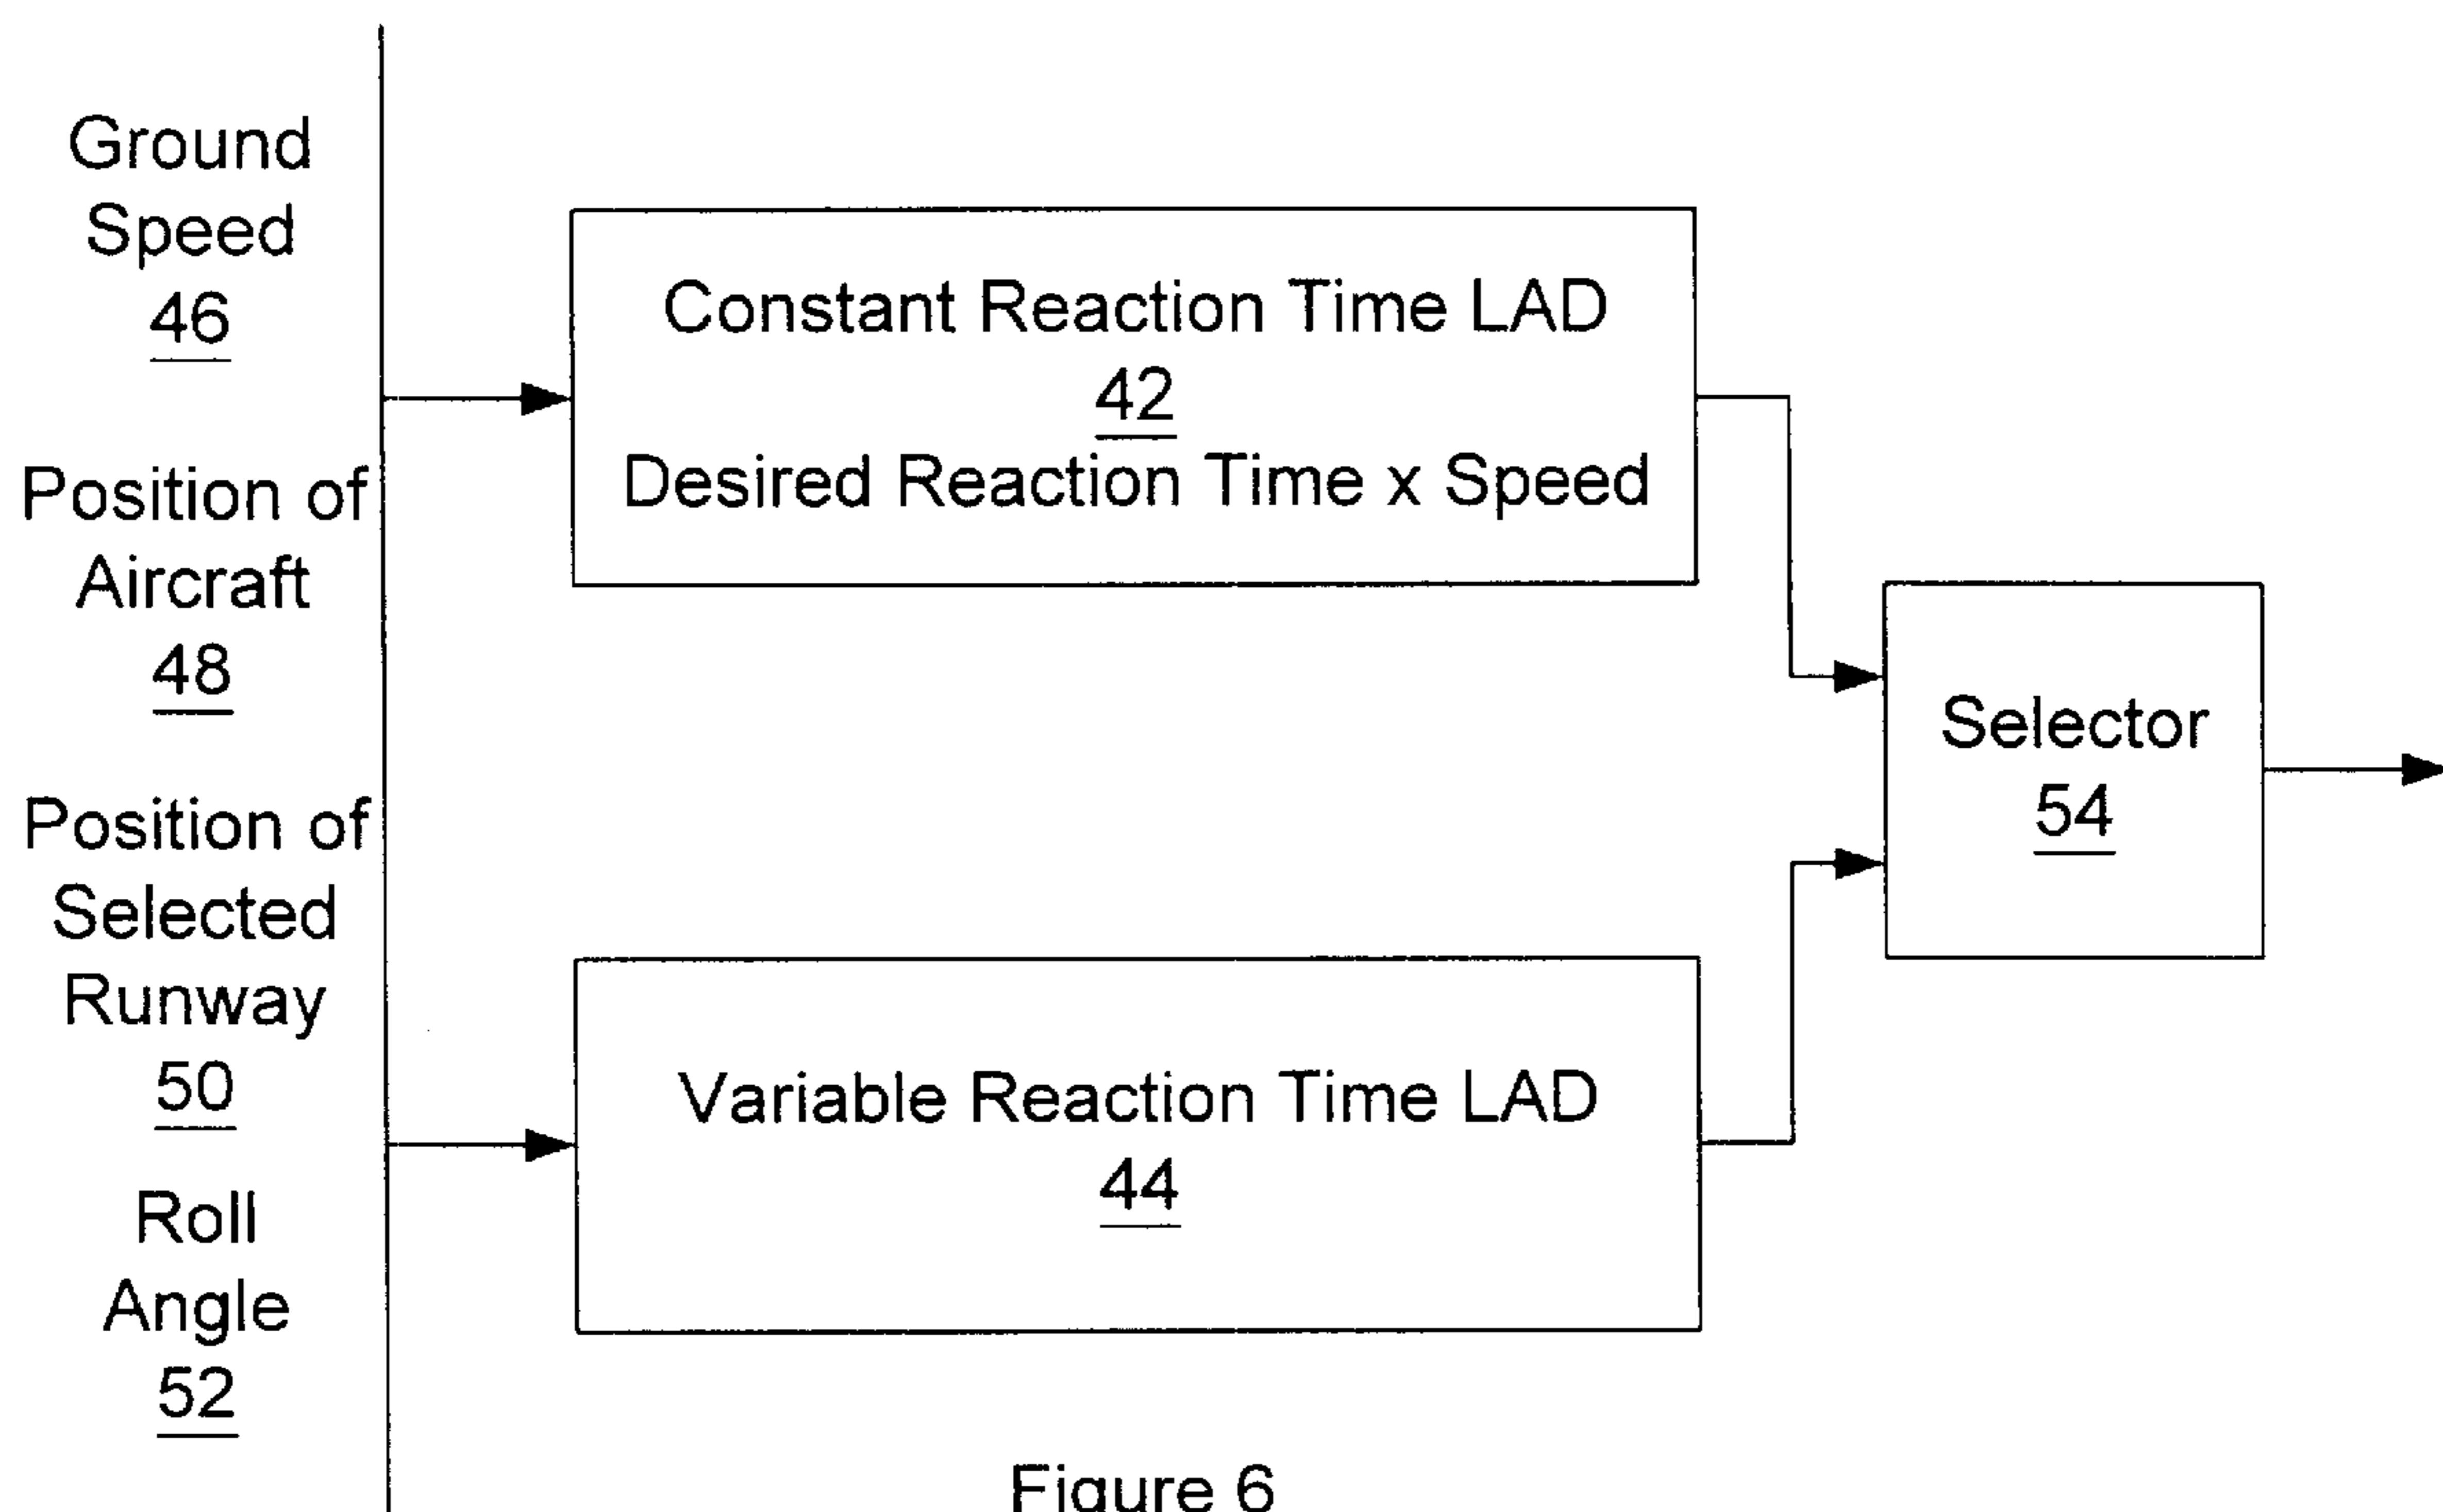 Ground
Speed
46
Position of
Aircraft
48
Position of
Selected
Runway
50
Roll
Angle
52
Constant Reaction Time LAD
42
Desired Reaction Time x Speed
Variable Reaction Time LAD
44
Selector
54
Figure 6